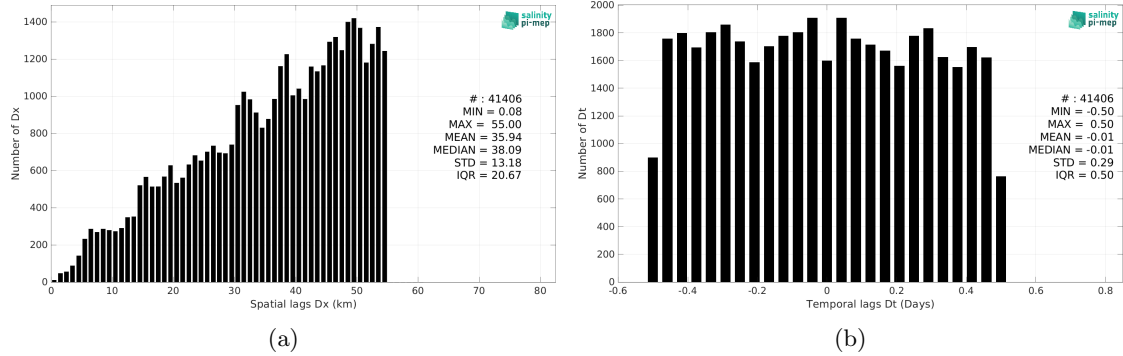 1400
1200
1000
800
600
400
200
0
Number of Dx
salinity
pi-mep
# : 41406
MIN = 0.08
MAX = 55.00
MEAN = 35.94
MEDIAN = 38.09
STD = 13.18
IQR = 20.67
0 10 20 30 40 50 60 70 80
Spatial lags Dx (km)
(a)
2000
1800
1600
1400
1200
1000
800
600
400
200
0
Number of Dt
salinity
pi-mep
# : 41406
MIN = -0.50
MAX = 0.50
MEAN = -0.01
MEDIAN = -0.01
STD = 0.29
IQR = 0.50
-0.6 -0.4 -0.2 0 0.2 0.4 0.6 0.8
Temporal lags Dt (Days)
(b)